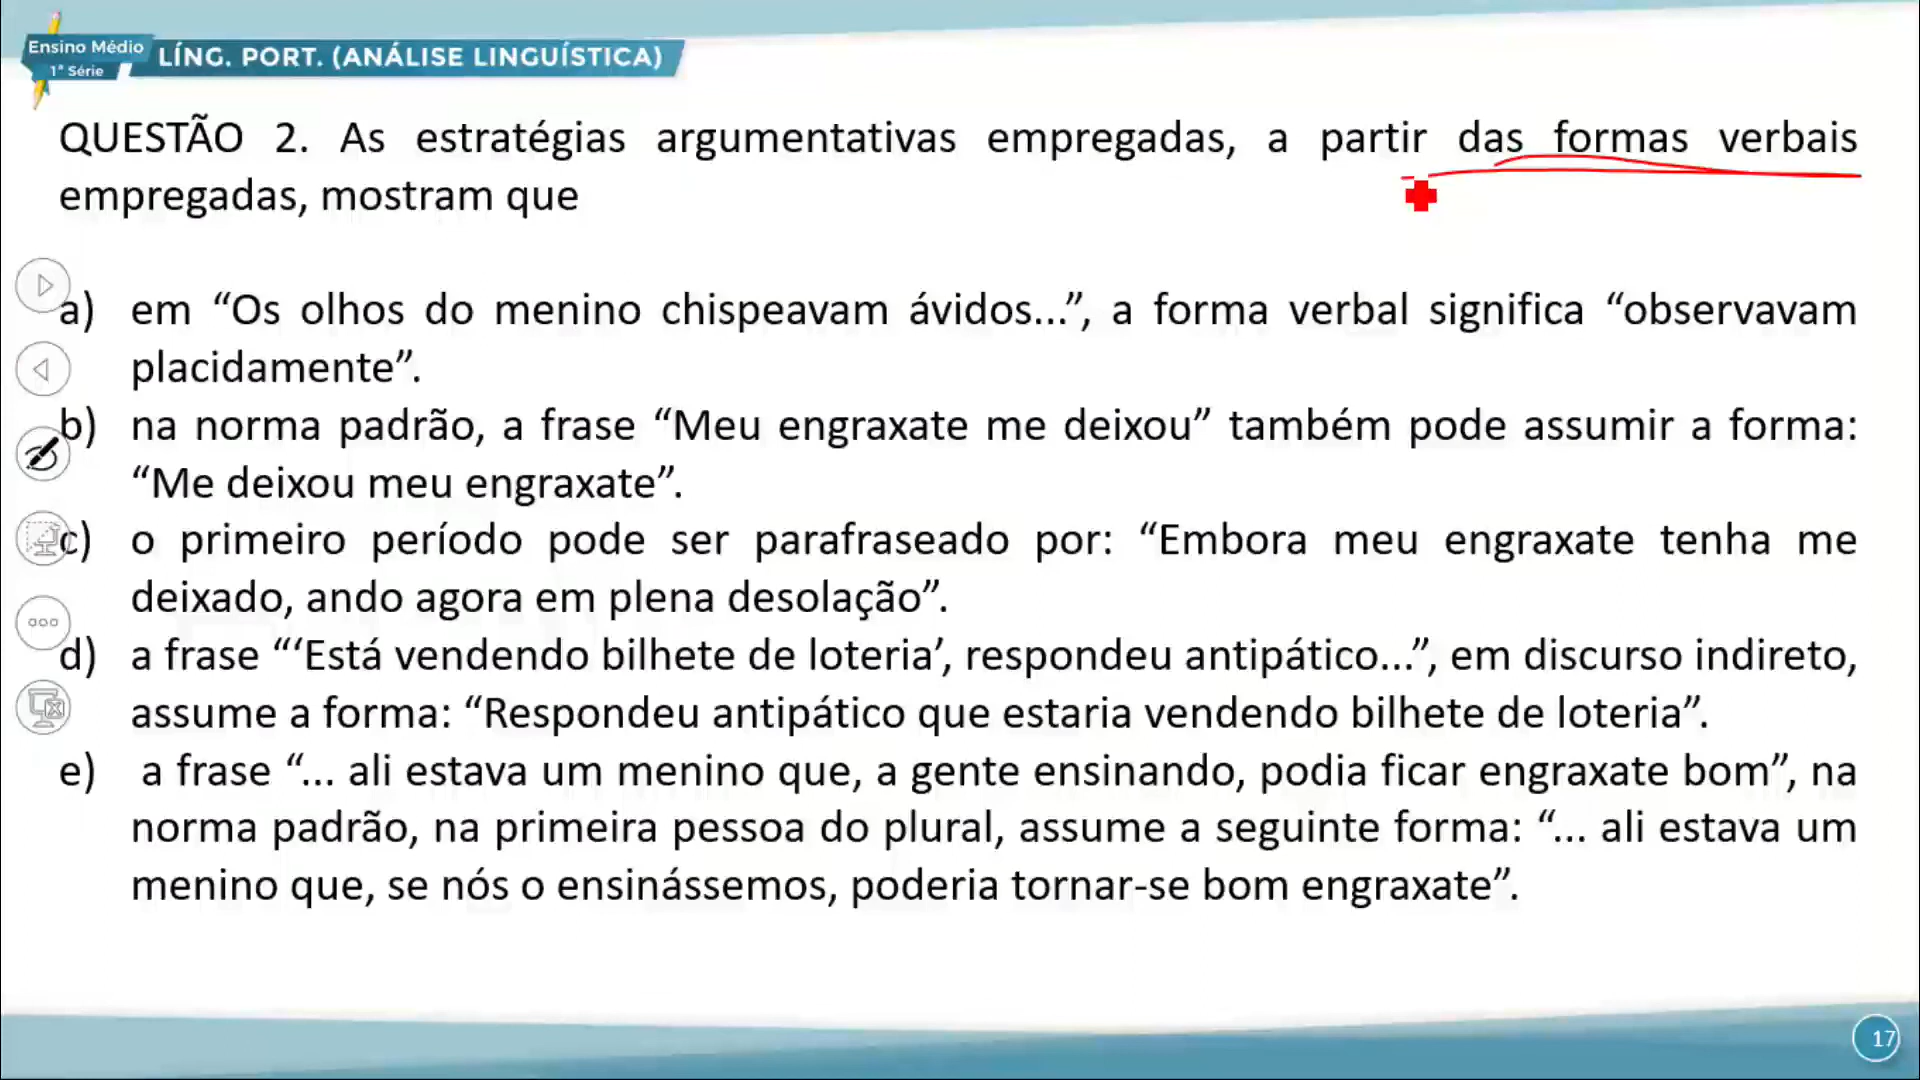 Ensino Médio
1ª Série
LÍNG. PORT. (ANÁLISE LINGUÍSTICA)
QUESTÃO 2. As estratégias argumentativas empregadas, a partir das formas verbais
empregadas, mostram que
a) em “Os olhos do menino chispeavam ávidos...”, a forma verbal significa “observavam
placidamente”.
b) na norma padrão, a frase “Meu engraxate me deixou” também pode assumir a forma:
“Me deixou meu engraxate”.
c) o primeiro período pode ser parafraseado por: “Embora meu engraxate tenha me
deixado, ando agora em plena desolação”.
d) a frase “‘Está vendendo bilhete de loteria’, respondeu antipático...”, em discurso indireto,
assume a forma: “Respondeu antipático que estaria vendendo bilhete de loteria”.
e) a frase “... ali estava um menino que, a gente ensinando, podia ficar engraxate bom”, na
norma padrão, na primeira pessoa do plural, assume a seguinte forma: “... ali estava um
menino que, se nós o ensinássemos, poderia tornar-se bom engraxate”.
17